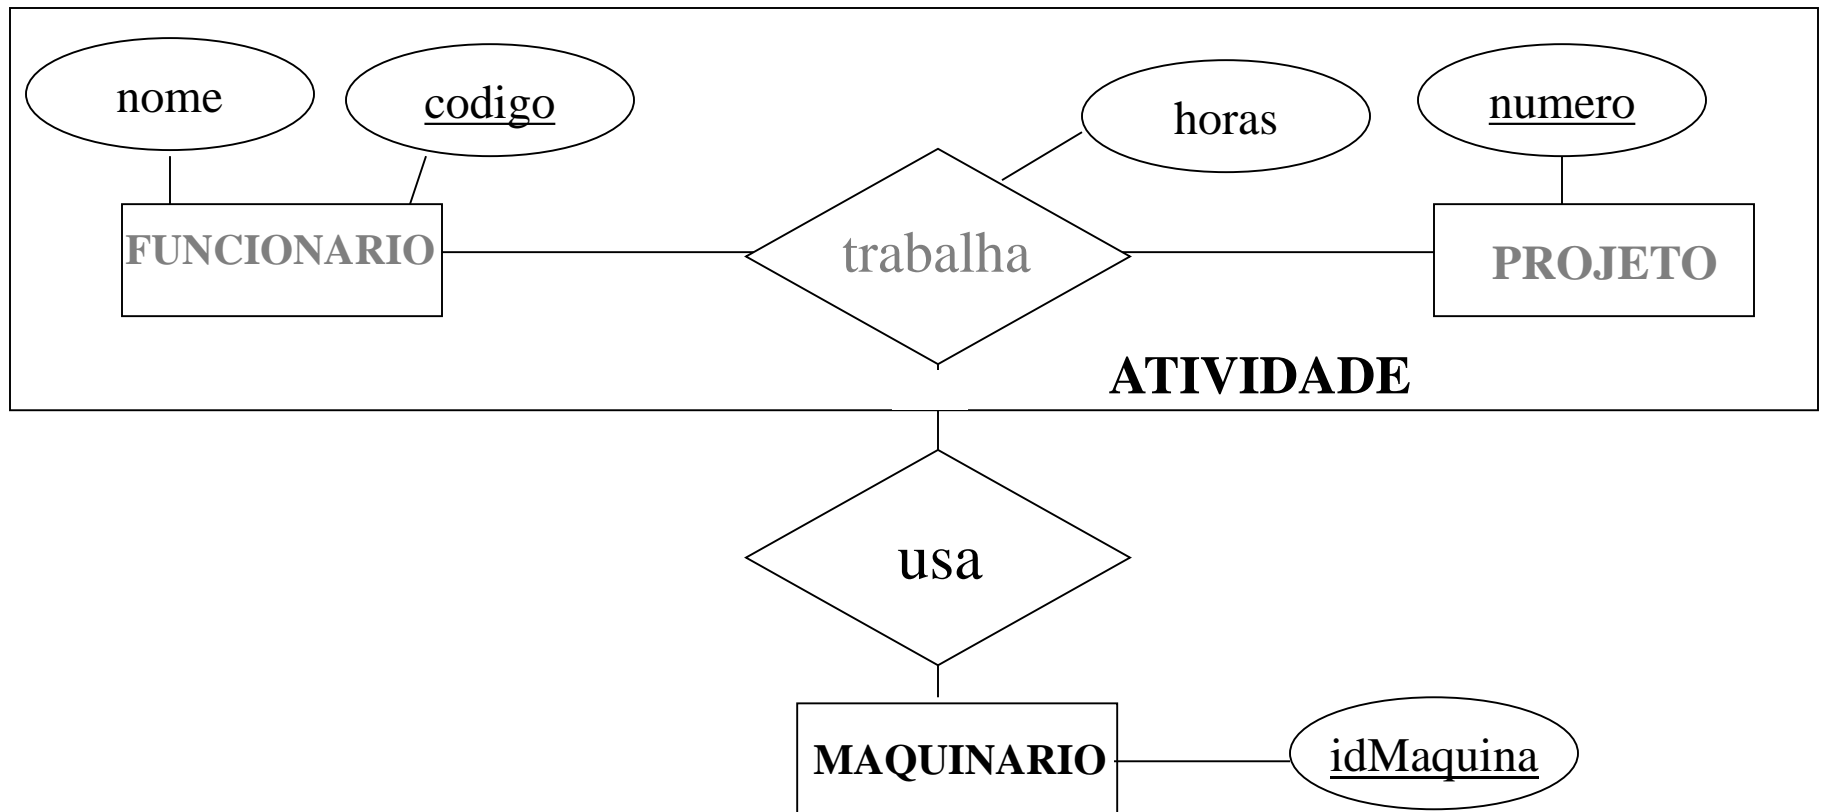 nome
codigo
horas
numero
FUNCIONARIO
trabalha
PROJETO
ATIVIDADE
usa
MAQUINARIO
idMaquina